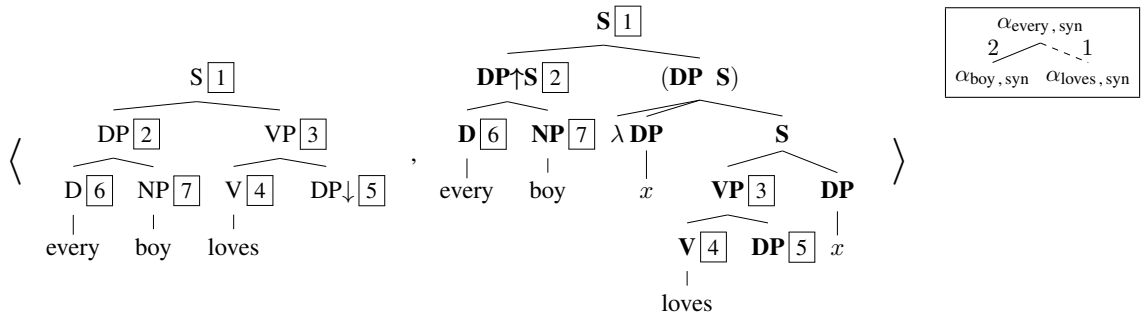 S 1
DP 2 VP 3
D 6 NP 7 V 4 DP↓ 5
every boy loves
,
S 1
DP↑S 2 (DP S)
D 6 NP 7 λ DP S
every boy x VP 3 DP
V 4 DP 5 x
loves
α every , syn
2 1
α boy , syn α loves , syn